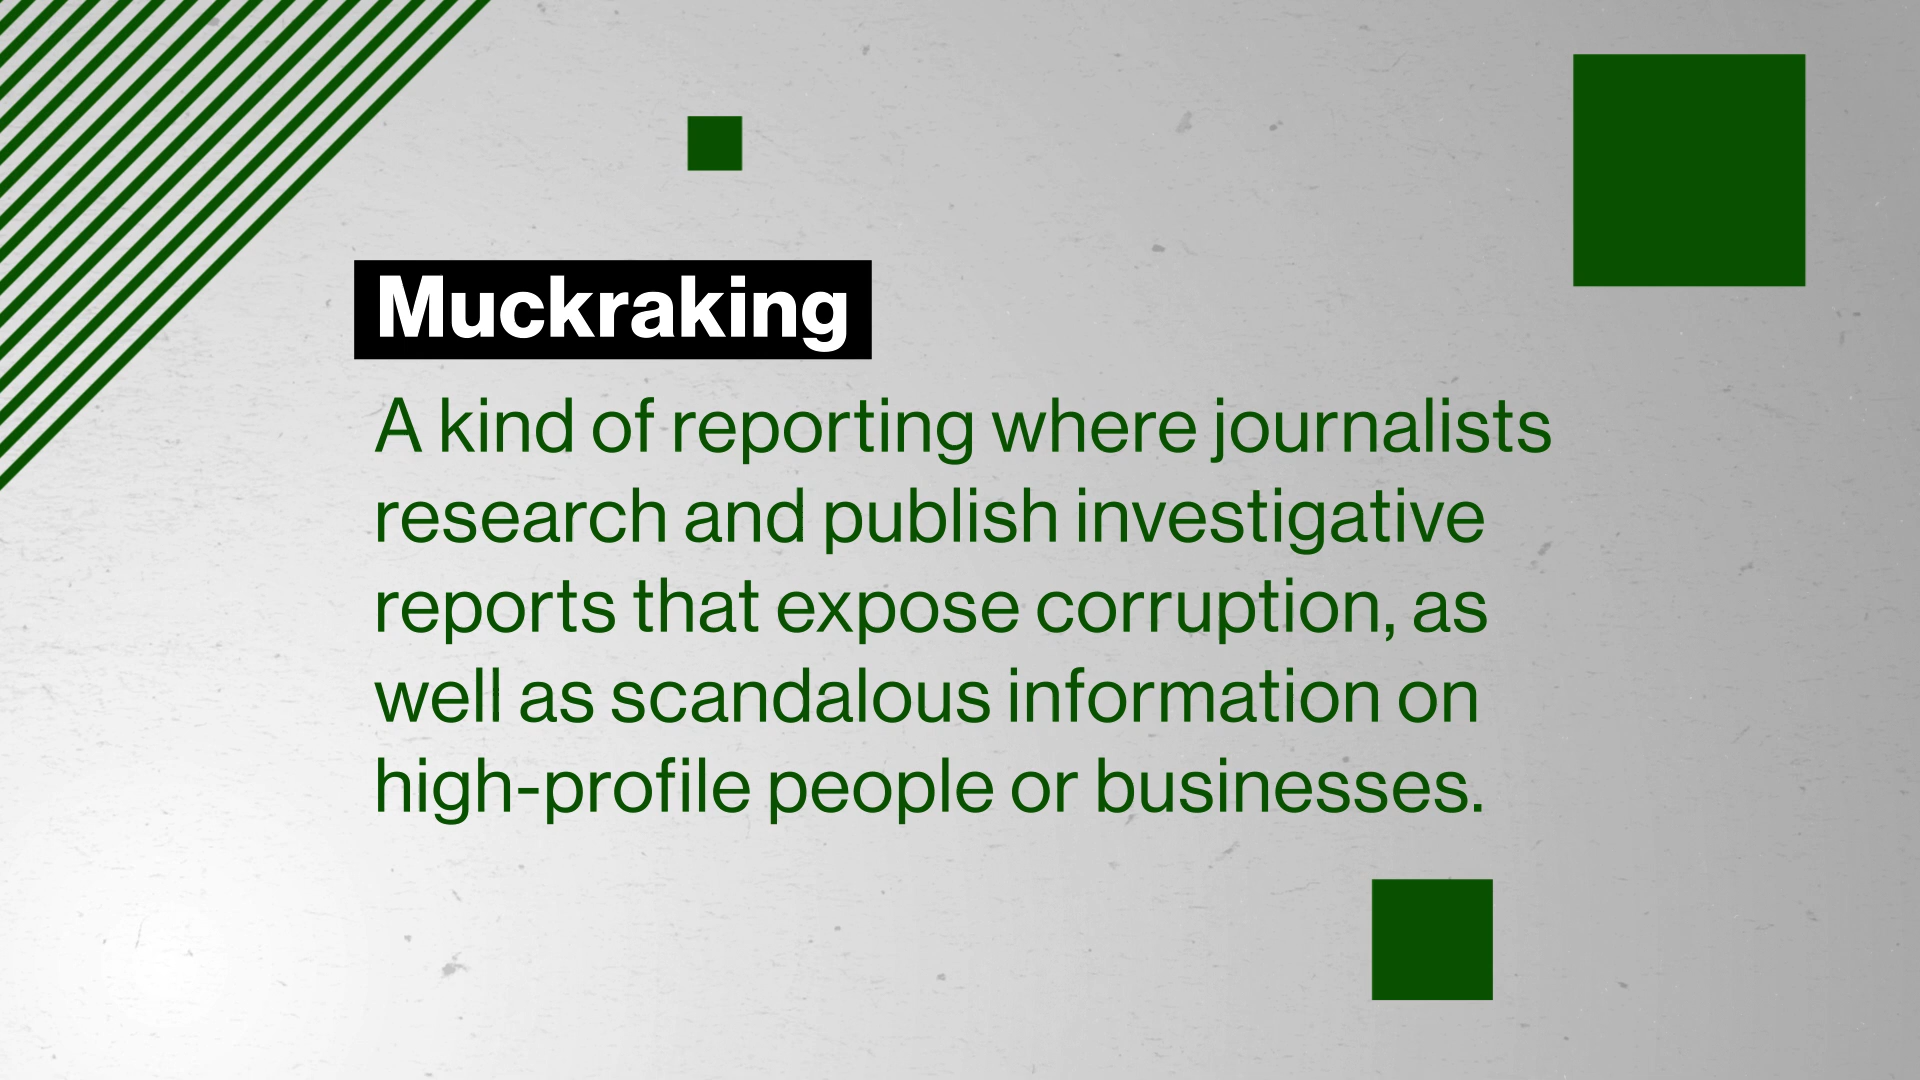 Muckraking
A kind of reporting where journalists
research and publish investigative
reports that expose corruption, as
well as scandalous information on
high-profile people or businesses.